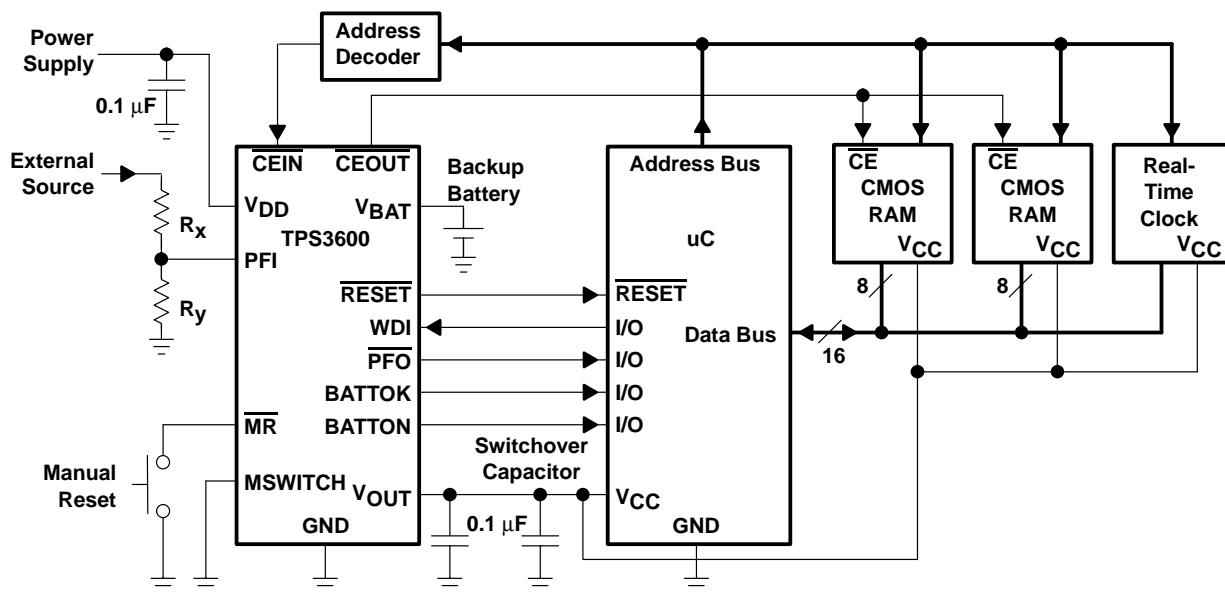 Power
Supply
0.1 μF
Address
Decoder
External
Source
Rx
Ry
Manual
Reset
CEIN
CEOUT
VDD
VBAT
TPS3600
PFI
RESET
WDI
PFO
BATTOK
BATTON
MR
MSWITCH
VOUT
GND
Backup
Battery
Switchover
Capacitor
0.1 μF
Address Bus
uC
RESET
I/O
Data Bus
I/O
I/O
I/O
VCC
GND
16
CE
CMOS
RAM
VCC
8
CE
CMOS
RAM
VCC
8
Real-
Time
Clock
VCC